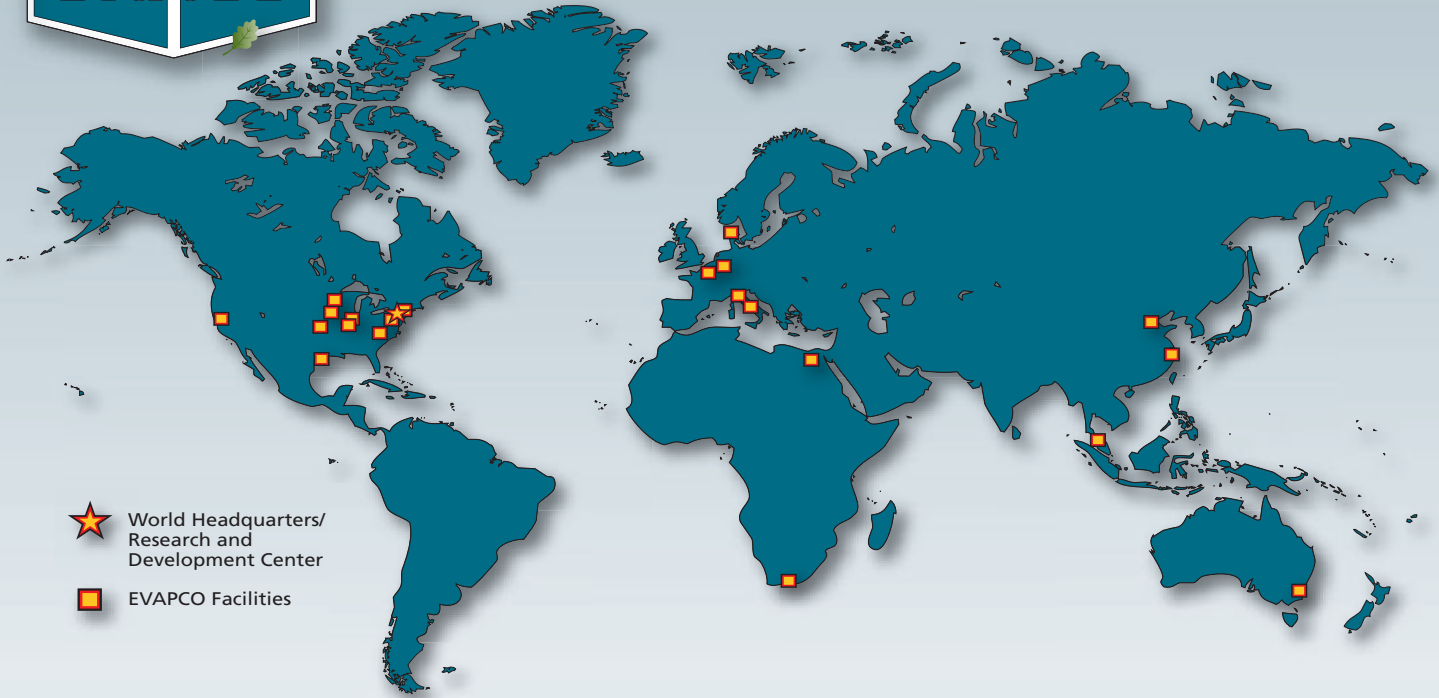 World Headquarters/
Research and
Development Center
EVAPCO Facilities